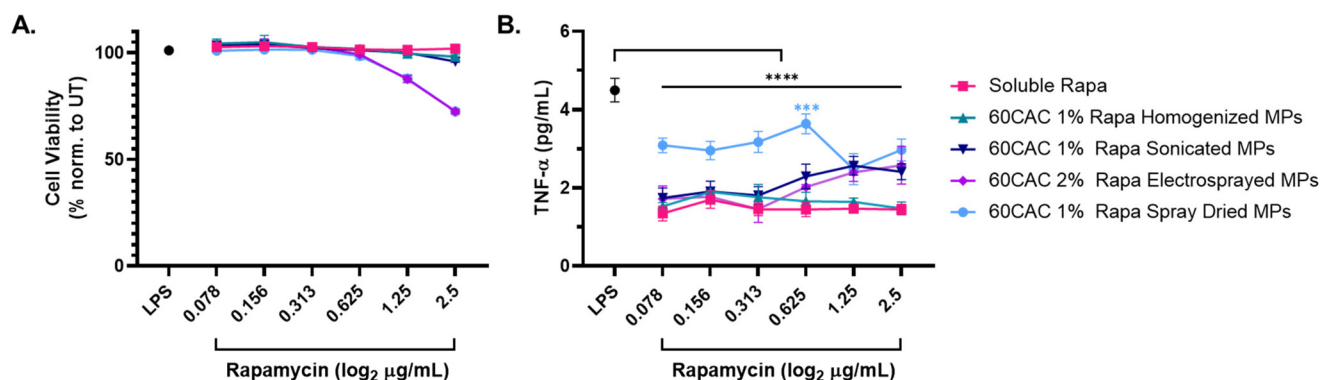 A.
Cell Viability
(% norm. to UT)
100
50
0
LPS
0.078
0.156
0.313
0.625
1.25
2.5
Rapamycin (log₂ μg/mL)
B.
TNF-α (pg/mL)
6
4
2
0
****
***
LPS
0.078
0.156
0.313
0.625
1.25
2.5
Rapamycin (log₂ μg/mL)
Soluble Rapa
60CAC 1% Rapa Homogenized MPs
60CAC 1% Rapa Sonicated MPs
60CAC 2% Rapa Electrosprayed MPs
60CAC 1% Rapa Spray Dried MPs